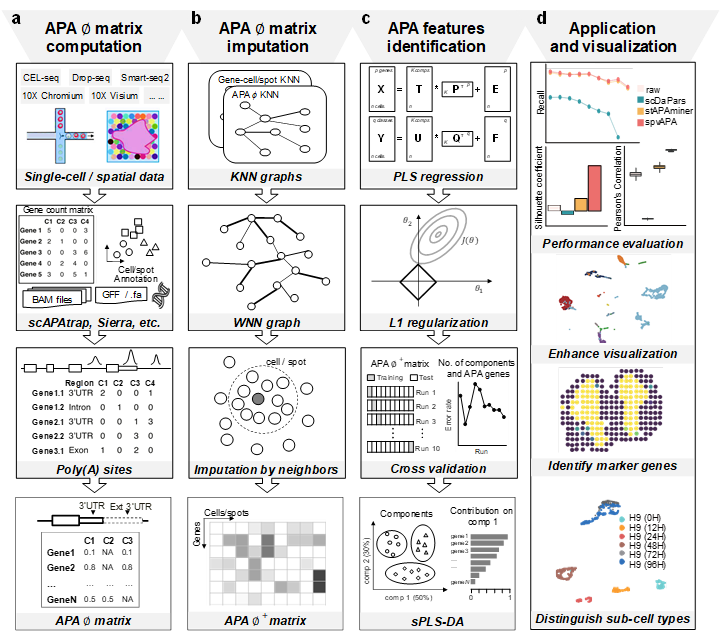 a
APA ∅ matrix
computation
CEL-seq Drop-seq Smart-seq2
10X Chromium 10X Visium ... ...
Single-cell / spatial data
Gene count matrix
C1 C2 C3 C4
Gene 1 5 0 0 3
Gene 2 2 1 0 0
Gene 3 0 0 3 6
Gene 4 0 2 4 0
Gene 5 3 0 5 1
Cell/spot
Annotation
BAM files
GFF / .fa
scAPAtrap, Sierra, etc.
Region C1 C2 C3 C4
Gene1.1 3'UTR 2 0 0 1
Gene1.2 Intron 0 1 0 0
Gene2.1 3'UTR 0 0 1 3
Gene2.2 3'UTR 0 0 3 0
Gene3.1 Exon 1 0 2 0
Poly(A) sites
3'UTR Ext 3'UTR
C1 C2 C3
Gene1 0.1 NA 0.1
Gene2 0.8 NA 0.8
... ... ... ...
GeneN 0.5 0.5 NA
APA ∅ matrix
b
APA ∅ matrix
imputation
Gene-cell/spot KNN
APA ∅ KNN
KNN graphs
WNN graph
cell / spot
Imputation by neighbors
Cells/spots
Genes
APA ∅⁺ matrix
c
APA features
identification
p genes K comps p p
X = T * K Pᵀ + E
n cells n cells n
q classes K comps q q
Y = U * K Qᵀ + F
n cells n cells n
PLS regression
θ₂
J(θ)
θ₁
L1 regularization
APA ∅⁺ matrix
Training Test
Run 1
Run 2
Run 3
Run 10
No. of components
and APA genes
Error rate
Run
Cross validation
Components
comp 2 (30%)
comp 1 (50%)
Contribution on
comp 1
gene1
gene2
gene3
...
...
geneN
0 1
sPLS-DA
d
Application
and visualization
Recall
raw
scDaPars
stAPAminer
spvAPA
Silhouette coefficient
Pearson's Correlation
Performance evaluation
Enhance visualization
Identify marker genes
H9 (0H)
H9 (12H)
H9 (24H)
H9 (48H)
H9 (72H)
H9 (96H)
Distinguish sub-cell types